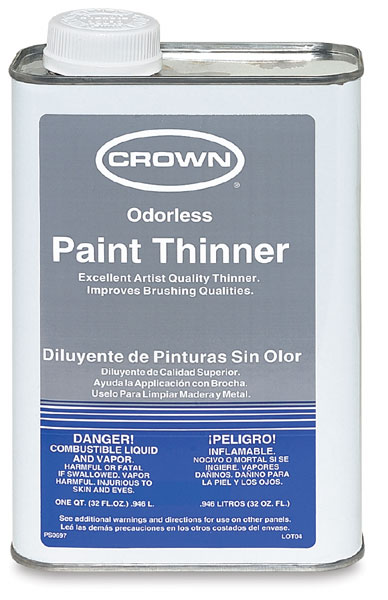 CROWN
®
Odorless
Paint Thinner
Excellent Artist Quality Thinner.
Improves Brushing Qualities.
Diluyente de Pinturas Sin Olor
Diluyente de Calidad Superior.
Ayuda la Applicación con Brocha.
Uselo Para Limpiar Madera y Metal.
DANGER!
COMBUSTIBLE LIQUID
AND VAPOR.
HARMFUL OR FATAL
IF SWALLOWED. VAPOR
HARMFUL. INJURIOUS TO
SKIN AND EYES.
ONE QT. (32 FL.OZ.) .946 L.
¡PELIGRO!
INFLAMABLE.
NOCIVO O MORTAL SI SE
INGIERE. VAPORES
DAÑINOS. DAÑINO PARA
LA PIEL Y LOS OJOS.
.946 LITROS (32 OZ. FL.)
See additional warnings and directions for use on other panels.
Leá las demás precauciones en los otros costados del envase.
PS0697
LOT04